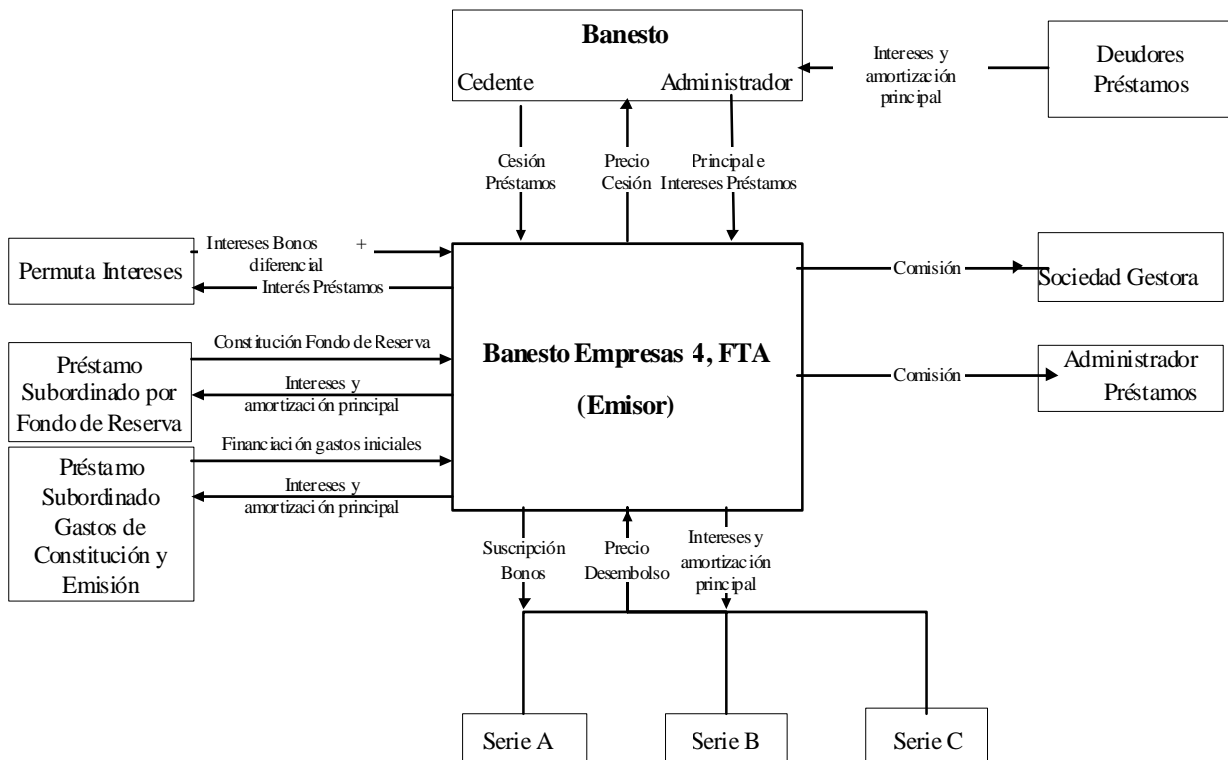 Banesto
Cedente
Administrador
Intereses y
amortización
principal
Deudores
Préstamos
Cesión
Préstamos
Precio
Cesión
Principal e
Intereses Préstamos
Permuta Intereses
Intereses Bonos +
diferencial
Interés Préstamos
Comisión
Sociedad Gestora
Préstamo
Subordinado por
Fondo de Reserva
Constitución Fondo de Reserva
Intereses y
amortización principal
Banesto Empresas 4, FTA
(Emisor)
Comisión
Administrador
Préstamos
Préstamo
Subordinado
Gastos de
Constitución y
Emisión
Financiación gastos iniciales
Intereses y
amortización principal
Suscripción
Bonos
Precio
Desembolso
Intereses y
amortización
principal
Serie A
Serie B
Serie C